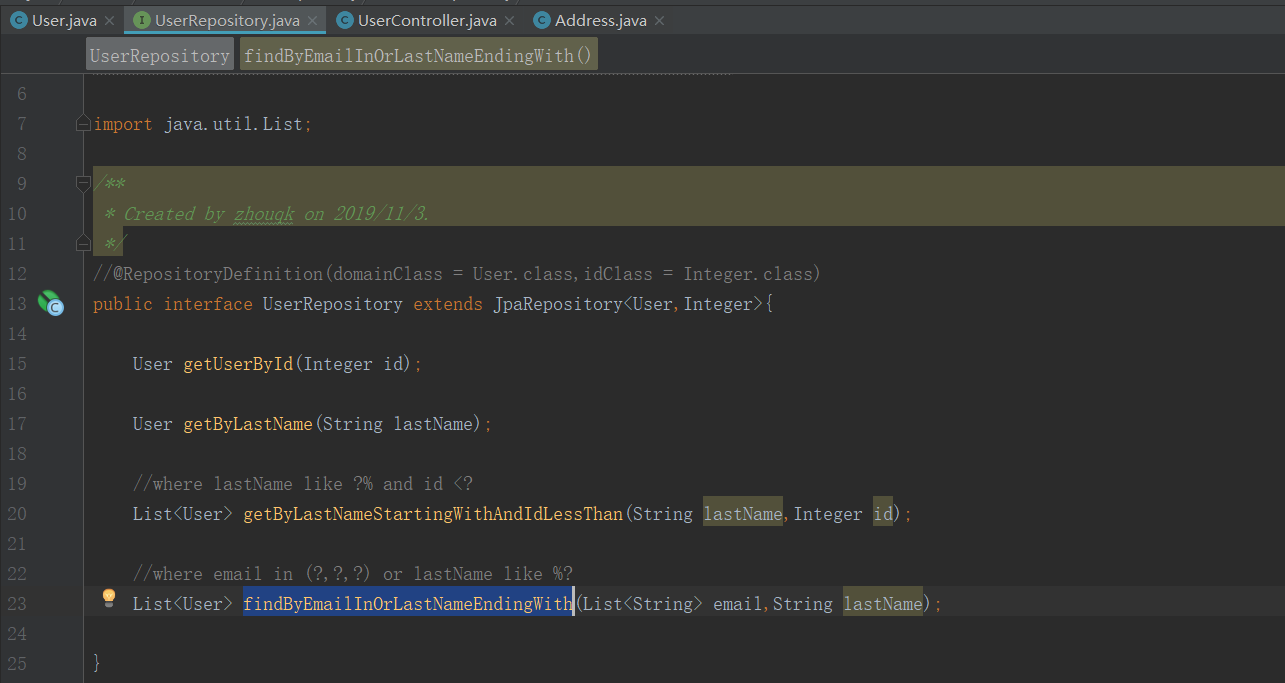 User.java UserRepository.java UserController.java Address.java
UserRepository findByEmailInOrLastNameEndingWith()
6
7 import java.util.List;
8
9 /**
10 * Created by zhouqk on 2019/11/3.
11 */
12 //@RepositoryDefinition(domainClass = User.class,idClass = Integer.class)
13 public interface UserRepository extends JpaRepository<User,Integer>{
14
15 User getUserById(Integer id);
16
17 User getByLastName(String lastName);
18
19 //where lastName like ?% and id <?
20 List<User> getByLastNameStartingWithAndIdLessThan(String lastName,Integer id);
21
22 //where email in (?,?,?) or lastName like %?
23 List<User> findByEmailInOrLastNameEndingWith(List<String> email,String lastName);
24
25 }